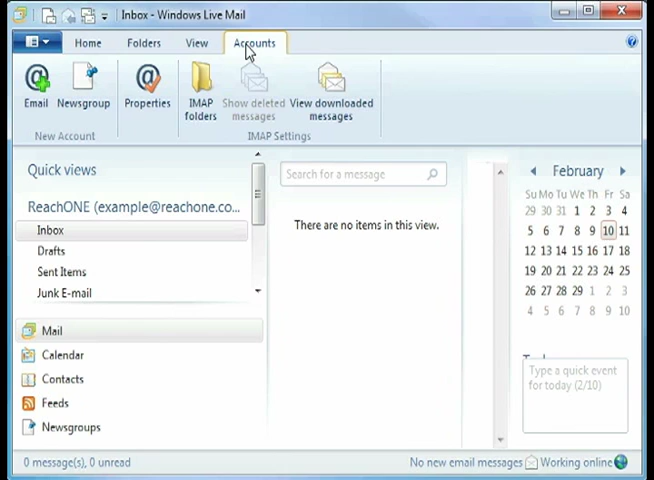 Inbox - Windows Live Mail
Home Folders View Accounts
Email Newsgroup Properties IMAP folders Show deleted messages View downloaded messages
New Account IMAP Settings
Quick views
ReachONE (example@reachone.co...
Inbox
Drafts
Sent Items
Junk E-mail
Mail
Calendar
Contacts
Feeds
Newsgroups
Search for a message
There are no items in this view.
February
Su Mo Tu We Th Fr Sa
29 30 31 1 2 3 4
5 6 7 8 9 10 11
12 13 14 15 16 17 18
19 20 21 22 23 24 25
26 27 28 29 1 2 3
4 5 6 7 8 9 10
Type a quick event
for today (2/10)
0 message(s), 0 unread
No new email messages Working online